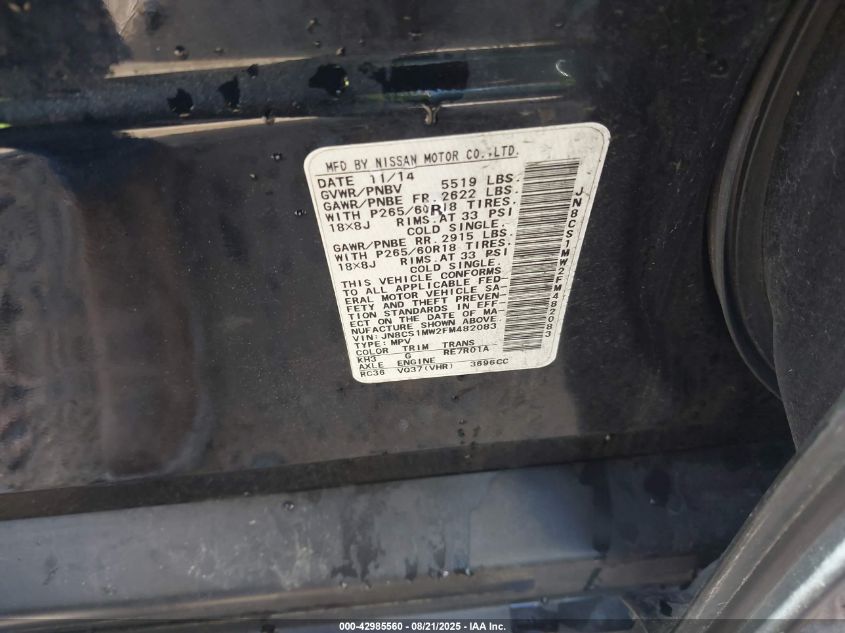 MFD BY NISSAN MOTOR CO.,LTD.
DATE 11/14
GVWR/PNBV 5519 LBS
GAWR/PNBE FR. 2622 LBS.
WITH P265/60R18 TIRES.
18X8J RIMS.AT 33 PSI
COLD SINGLE.
GAWR/PNBE RR. 2915 LBS.
WITH P265/60R18 TIRES.
18X8J RIMS.AT 33 PSI
COLD SINGLE.
THIS VEHICLE CONFORMS
TO ALL APPLICABLE FED-
ERAL MOTOR VEHICLE SA-
FETY AND THEFT PREVEN-
TION STANDARDS IN EFF-
ECT ON THE DATE OF MA-
NUFACTURE SHOWN ABOVE.
VIN: JN8CS1MW2FM482083
TYPE: MPV
COLOR TRIM TRANS
KH3 G RE7R01A
AXLE ENGINE
RC36 VQ37(VHR) 3696CC
JN8CS1MW2FM482083
000-42985560 - 08/21/2025 - IAA Inc.